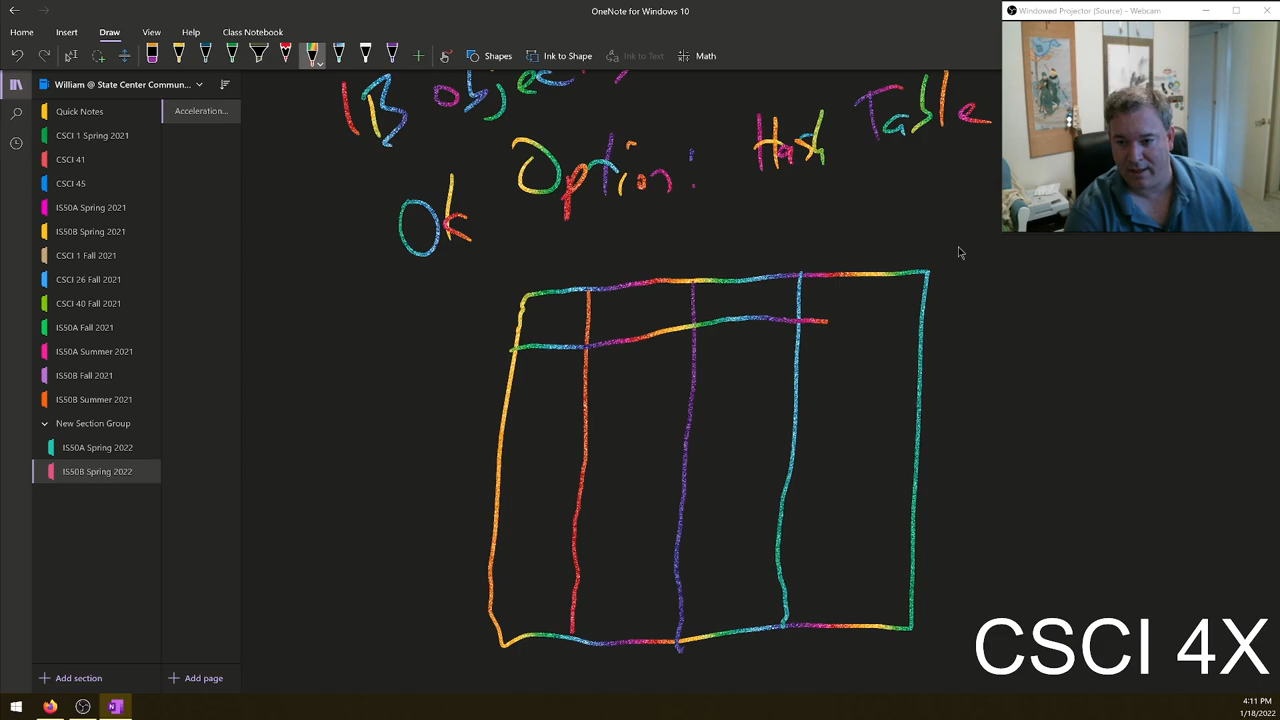 OneNote for Windows 10
Windowed Projector (Source) - Webcam
Home Insert Draw View Help Class Notebook
Shapes Ink to Shape Ink to Text Math
William @ State Center Commun...
Acceleration...
Quick Notes
CSCI 1 Spring 2021
CSCI 41
CSCI 45
IS50A Spring 2021
IS50B Spring 2021
CSCI 1 Fall 2021
CSCI 26 Fall 2021
CSCI 40 Fall 2021
IS50A Fall 2021
IS50A Summer 2021
IS50B Fall 2021
IS50B Summer 2021
New Section Group
IS50A Spring 2022
IS50B Spring 2022
Add section
Add page
Ok Option: Hash Table
CSCI 4X
4:11 PM
1/18/2022